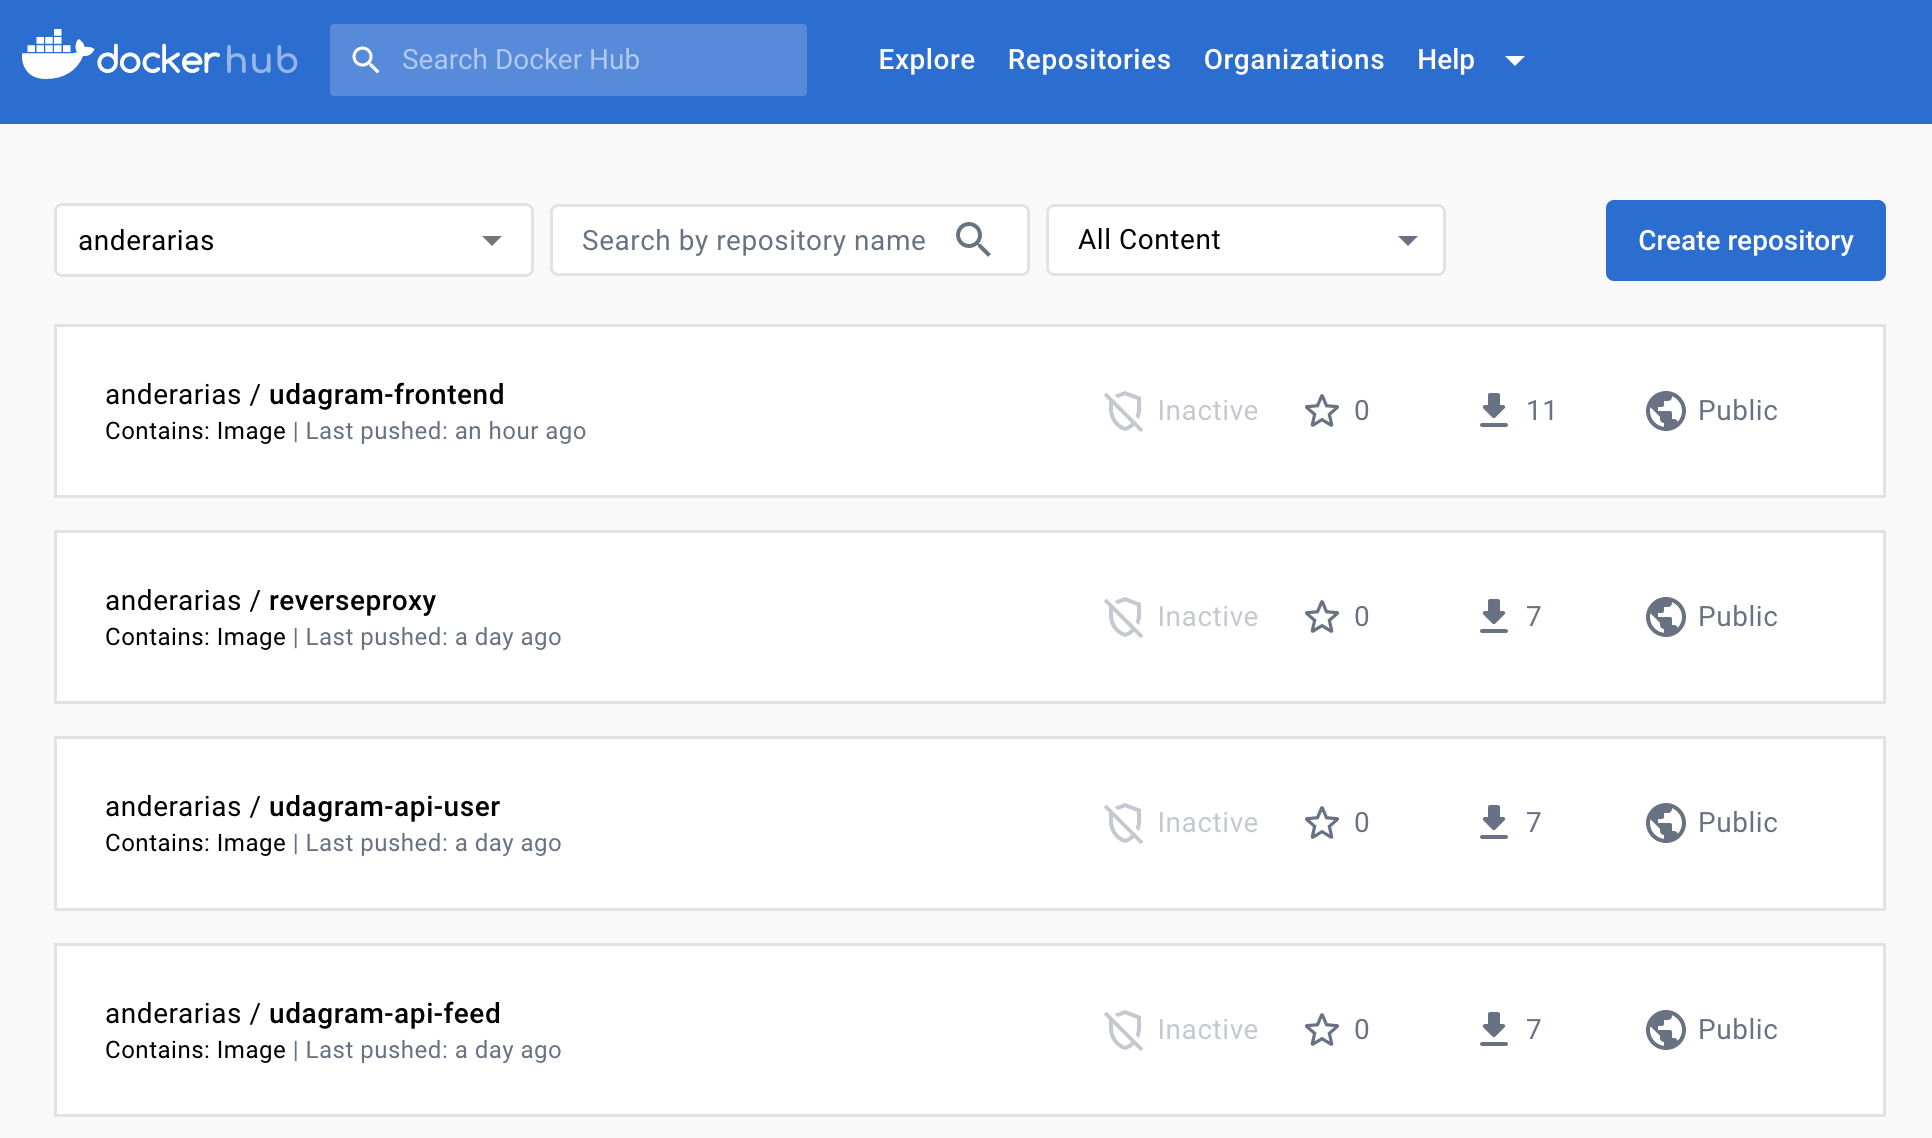 dockerhub Search Docker Hub Explore Repositories Organizations Help
anderarias Search by repository name All Content Create repository
anderarias / udagram-frontend Inactive 0 11 Public
Contains: Image | Last pushed: an hour ago
anderarias / reverseproxy Inactive 0 7 Public
Contains: Image | Last pushed: a day ago
anderarias / udagram-api-user Inactive 0 7 Public
Contains: Image | Last pushed: a day ago
anderarias / udagram-api-feed Inactive 0 7 Public
Contains: Image | Last pushed: a day ago